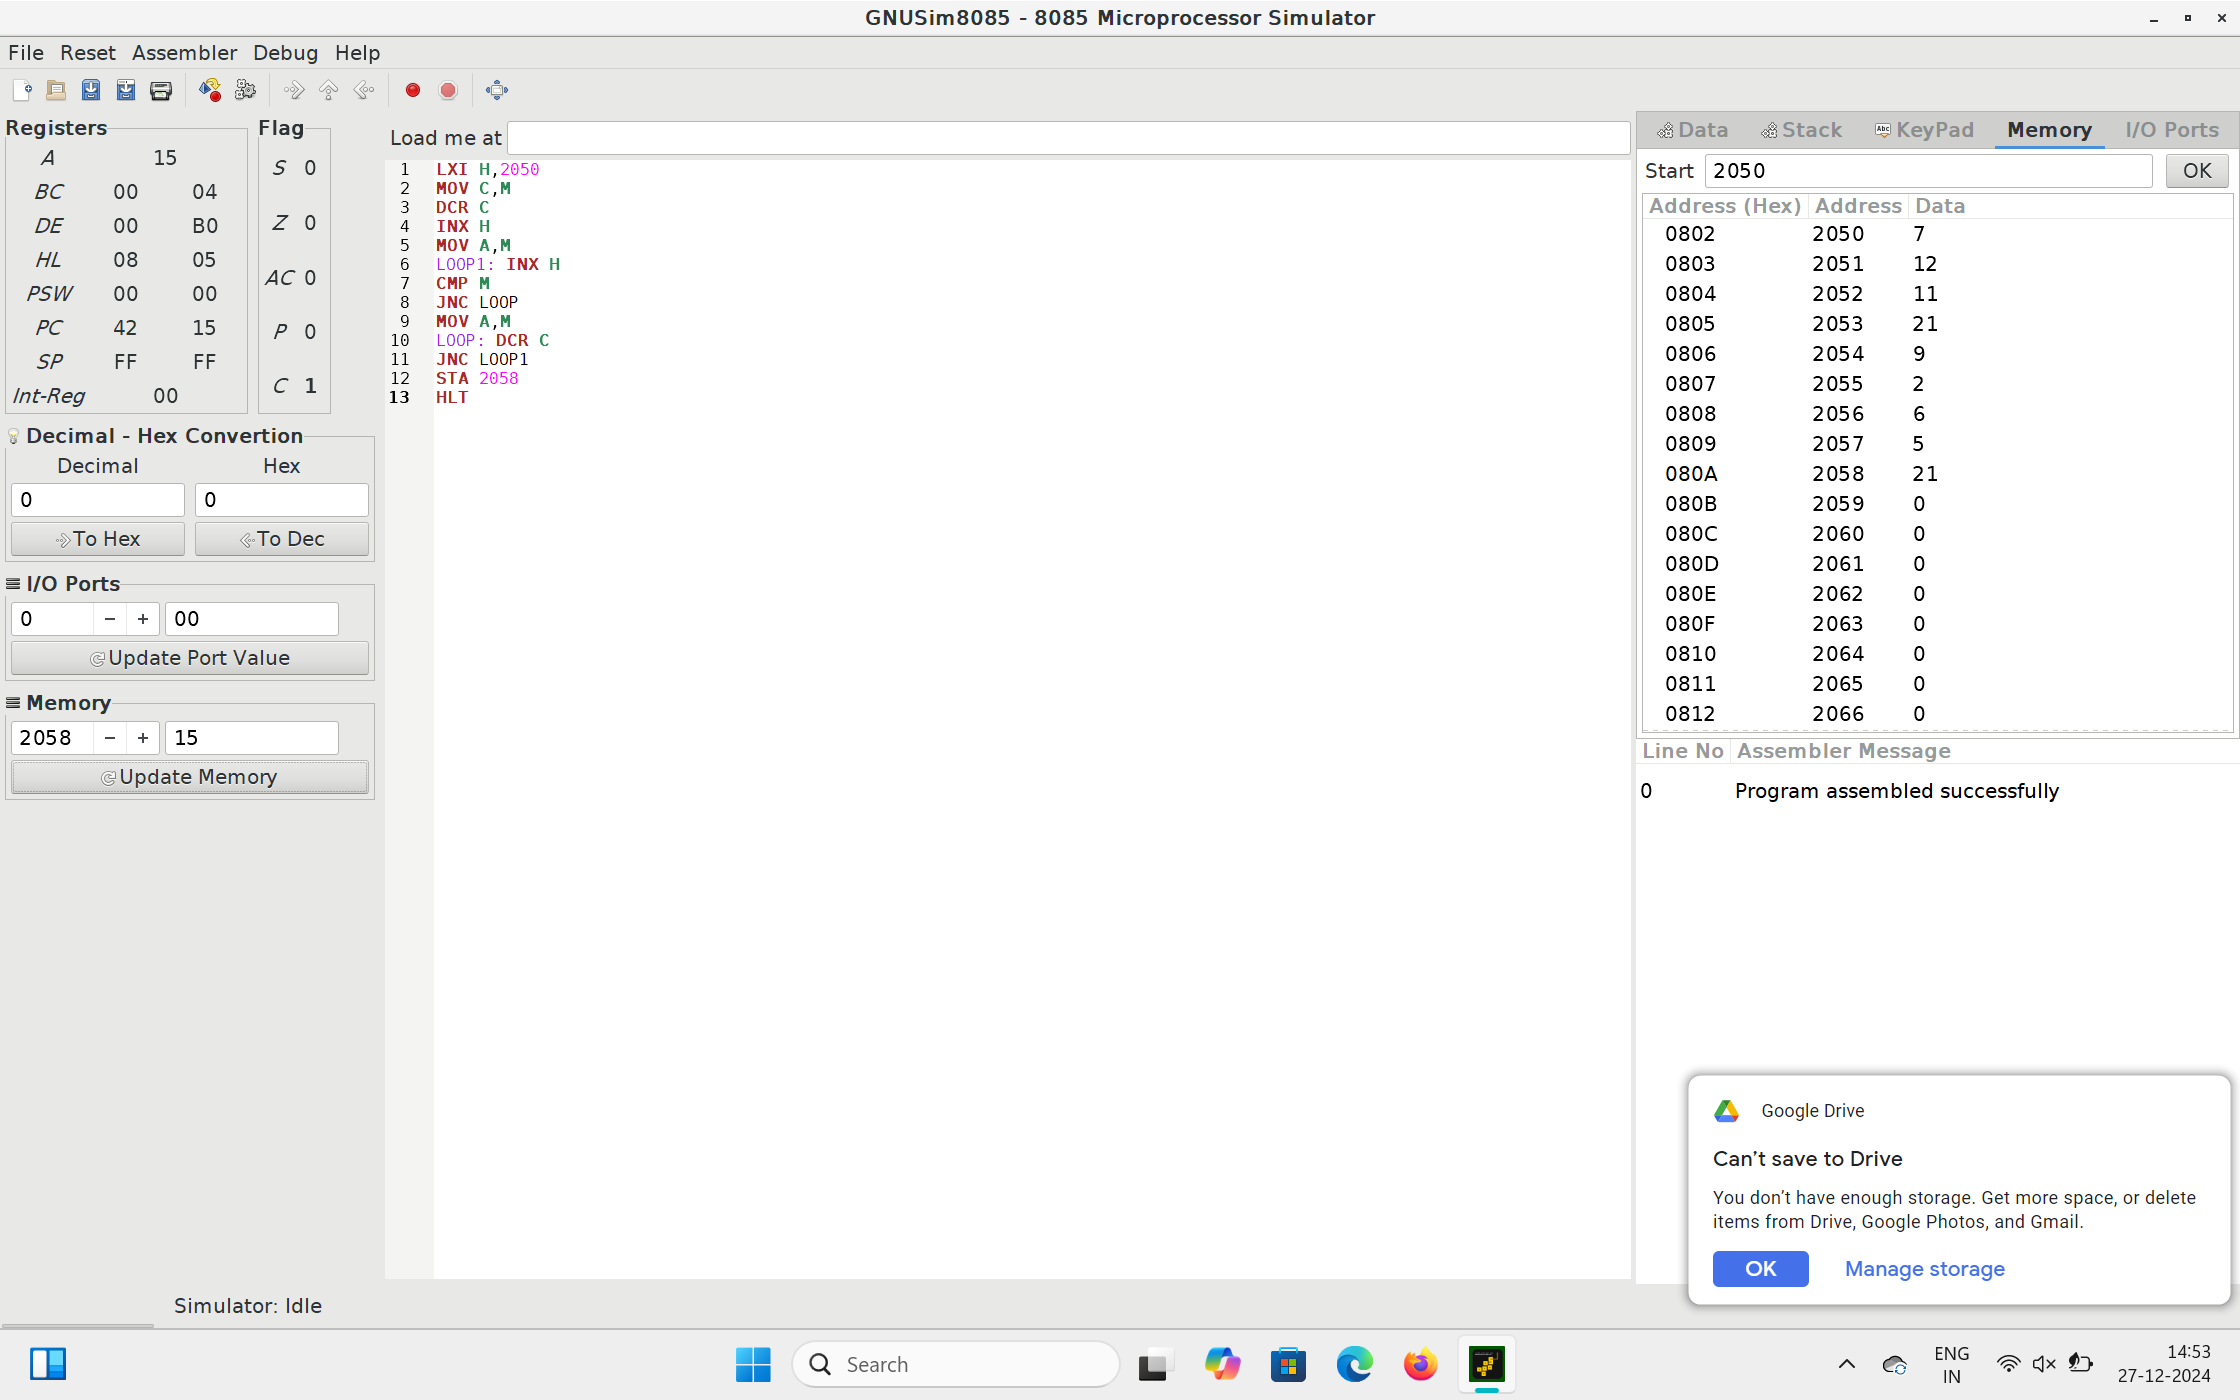 GNUSim8085 - 8085 Microprocessor Simulator
File Reset Assembler Debug Help
Registers
A 15
BC 00 04
DE 00 B0
HL 08 05
PSW 00 00
PC 42 15
SP FF FF
Int-Reg 00
Flag
S 0
Z 0
AC 0
P 0
C 1
Decimal - Hex Convertion
Decimal Hex
0 0
To Hex To Dec
I/O Ports
0 − + 00
Update Port Value
Memory
2058 − + 15
Update Memory
Load me at
1 LXI H,2050
2 MOV C,M
3 DCR C
4 INX H
5 MOV A,M
6 LOOP1: INX H
7 CMP M
8 JNC LOOP
9 MOV A,M
10 LOOP: DCR C
11 JNC LOOP1
12 STA 2058
13 HLT
Data Stack KeyPad Memory I/O Ports
Start 2050 OK
Address (Hex) Address Data
0802 2050 7
0803 2051 12
0804 2052 11
0805 2053 21
0806 2054 9
0807 2055 2
0808 2056 6
0809 2057 5
080A 2058 21
080B 2059 0
080C 2060 0
080D 2061 0
080E 2062 0
080F 2063 0
0810 2064 0
0811 2065 0
0812 2066 0
Line No Assembler Message
0 Program assembled successfully
Google Drive
Can’t save to Drive
You don’t have enough storage. Get more space, or delete
items from Drive, Google Photos, and Gmail.
OK Manage storage
Simulator: Idle
Search
ENG
IN
14:53
27-12-2024